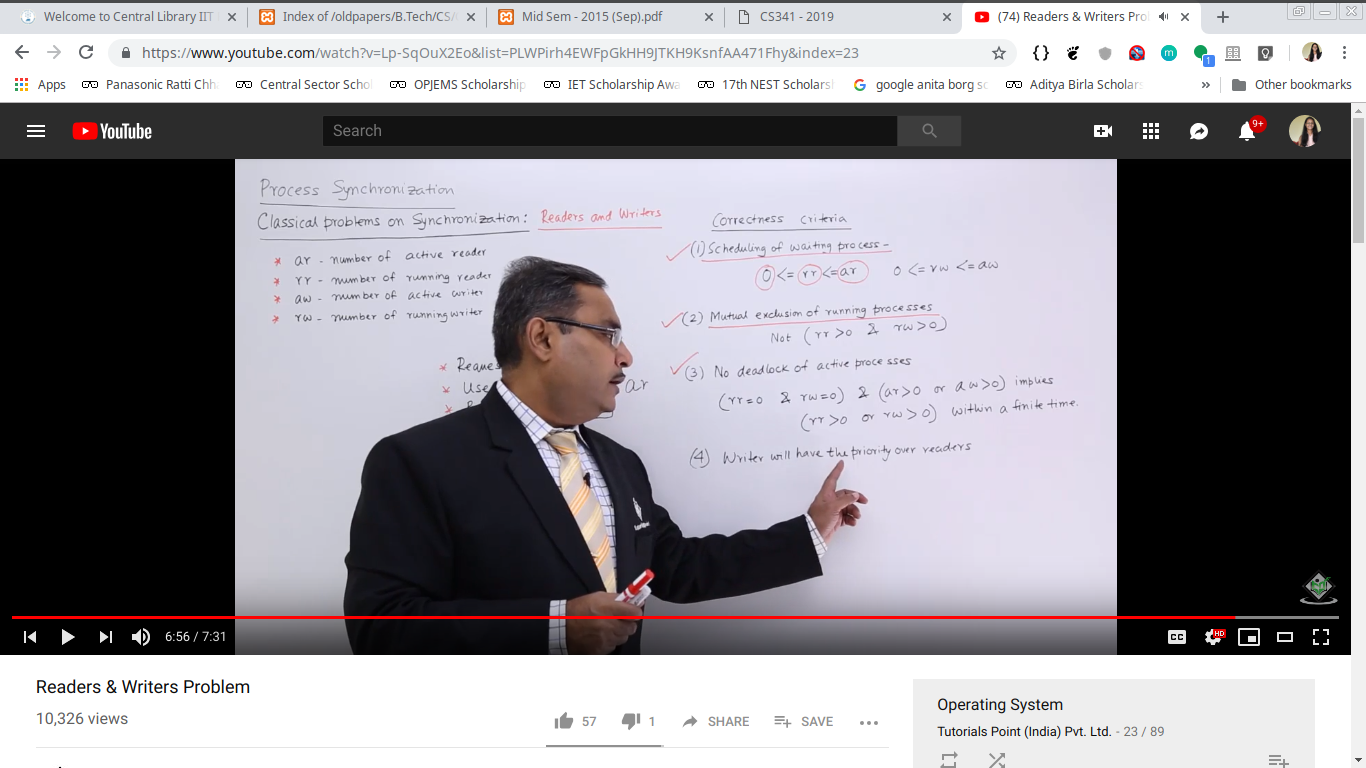 Welcome to Central Library IIT
Index of /oldpapers/B.Tech/CS/
Mid Sem - 2015 (Sep).pdf
CS341 - 2019
(74) Readers & Writers Pro
https://www.youtube.com/watch?v=Lp-SqOuX2Eo&list=PLWPirh4EWFpGkHH9JTKH9KsnfAA471Fhy&index=23
1
Apps
Panasonic Ratti Chh
Central Sector Scho
OPJEMS Scholarship
IET Scholarship Awa
17th NEST Scholarsh
google anita borg sc
Aditya Birla Scholars
»
Other bookmarks
YouTube
Search
9+
Process Synchronization
Classical problems on Synchronization: Readers and Writers
* ar - number of active reader
* rr - number of running reader
* aw - number of active writer
* rw - number of running writer
* Reques
* Use
*
ar
Correctness criteria
(1) Scheduling of waiting process -
0 <= rr <= ar 0 <= rw <= aw
(2) Mutual exclusion of running processes
Not (rr >0 & rw >0)
(3) No deadlock of active processes
(rr=0 & rw=0) & (ar>0 or aw>0) implies
(rr >0 or rw >0) within a finite time.
(4) Writer will have the priority over readers
6:56 / 7:31
CC
HD
Readers & Writers Problem
10,326 views
57
1
SHARE
SAVE
Operating System
Tutorials Point (India) Pvt. Ltd. - 23 / 89